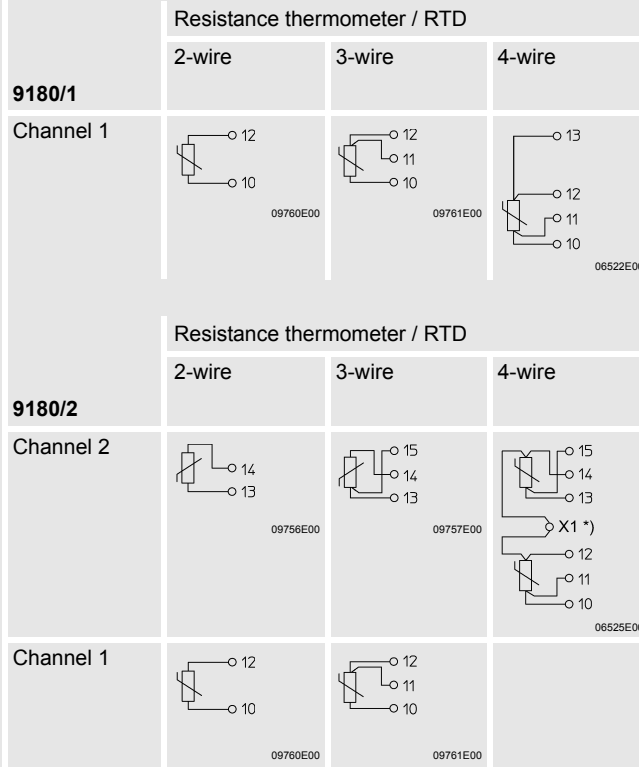 Resistance thermometer / RTD
2-wire 3-wire 4-wire
9180/1
Channel 1
12
10
09760E00
12
11
10
09761E00
13
12
11
10
06522E0
Resistance thermometer / RTD
2-wire 3-wire 4-wire
9180/2
Channel 2
14
13
09756E00
15
14
13
09757E00
15
14
13
X1 *)
12
11
10
06525E0
Channel 1
12
10
09760E00
12
11
10
09761E00